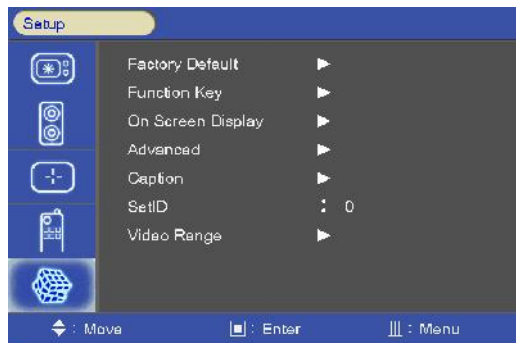 Setup
Factory Default
Function Key
On Screen Display
Advanced
Caption
SetID : 0
Video Range
: Move : Enter : Menu